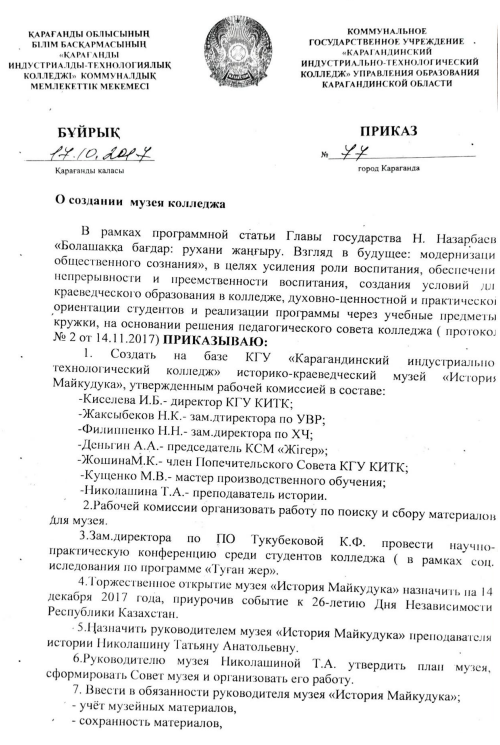 ҚАРАҒАНДЫ ОБЛЫСЫНЫҢ
БІЛІМ БАСҚАРМАСЫНЫҢ
«ҚАРАҒАНДЫ
ИНДУСТРИАЛДЫ-ТЕХНОЛОГИЯЛЫҚ
КОЛЛЕДЖІ» КОММУНАЛДЫҚ
МЕМЛЕКЕТТІК МЕКЕМЕСІ
КОММУНАЛЬНОЕ
ГОСУДАРСТВЕННОЕ УЧРЕЖДЕНИЕ
«КАРАГАНДИНСКИЙ
ИНДУСТРИАЛЬНО-ТЕХНОЛОГИЧЕСКИЙ
КОЛЛЕДЖ» УПРАВЛЕНИЯ ОБРАЗОВАНИЯ
КАРАГАНДИНСКОЙ ОБЛАСТИ
БҰЙРЫҚ
17.10.2017
Қарағанды қаласы
ПРИКАЗ
№ 77
город Караганда
О создании музея колледжа
В рамках программной статьи Главы государства Н. Назарбаев
«Болашаққа бағдар: рухани жаңғыру. Взгляд в будущее: модернизаци
общественного сознания», в целях усиления роли воспитания, обеспечени
непрерывности и преемственности воспитания, создания условий дл
краеведческого образования в колледже, духовно-ценностной и практической
ориентации студентов и реализации программы через учебные предметы
кружки, на основании решения педагогического совета колледжа ( протокол
№ 2 от 14.11.2017) ПРИКАЗЫВАЮ:
1. Создать на базе КГУ «Карагандинский индустриально
технологический колледж» историко-краеведческий музей «История
Майкудука», утвержденным рабочей комиссией в составе:
-Киселева И.Б.- директор КГУ КИТК;
-Жаксыбеков Н.К.- зам.дтиректора по УВР;
-Филиппенко Н.Н.- зам.директора по ХЧ;
-Деньгин А.А.- председатель КСМ «Жігер»;
-ЖошинаМ.К.- член Попечительского Совета КГУ КИТК;
-Кущенко М.В.- мастер производственного обучения;
-Николашина Т.А.- преподаватель истории.
2.Рабочей комиссии организовать работу по поиску и сбору материалов
для музея.
3.Зам.директора по ПО Тукубековой К.Ф. провести научно-
практическую конференцию среди студентов колледжа ( в рамках соц.
иследования по программе «Туған жер».
4.Торжественное открытие музея «История Майкудука» назначить на 14
декабря 2017 года, приурочив событие к 26-летию Дня Независимости
Республики Казахстан.
5.Назначить руководителем музея «История Майкудука» преподавателя
истории Николашину Татьяну Анатольевну.
6.Руководителю музея Николашиной Т.А. утвердить план музея,
сформировать Совет музея и организовать его работу.
7. Ввести в обязанности руководителя музея «История Майкудука»;
- учёт музейных материалов,
- сохранность материалов,